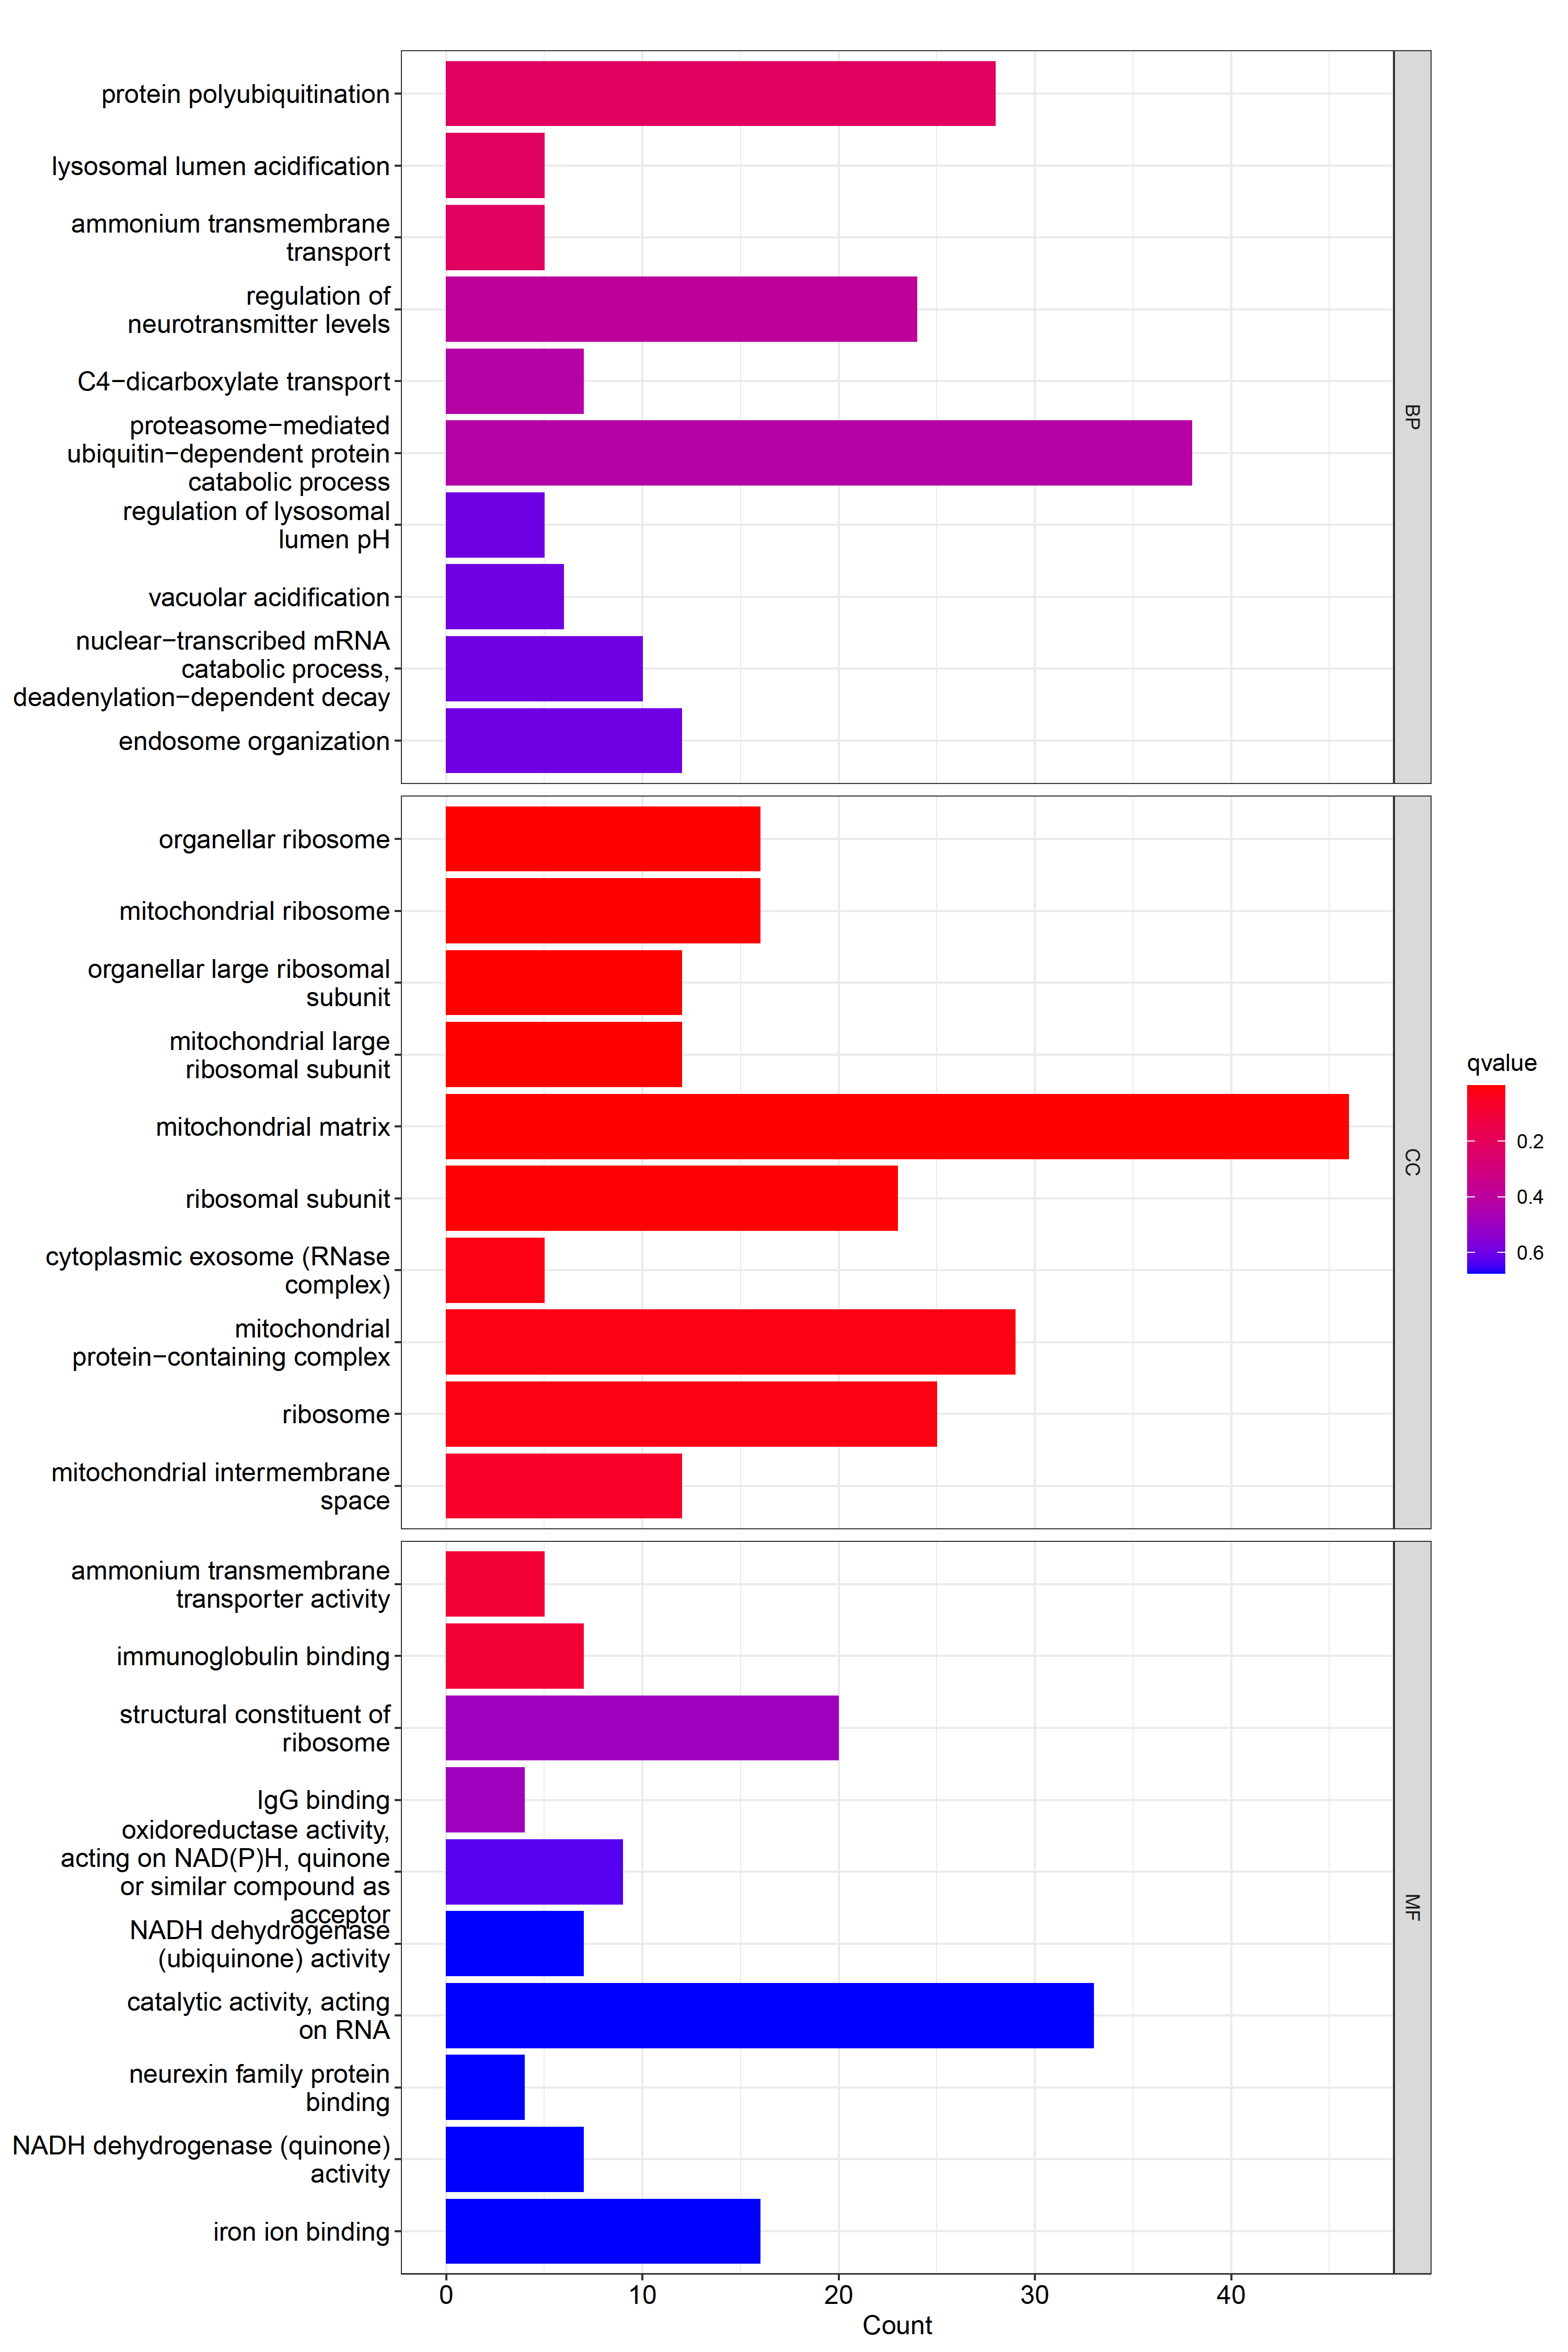 protein polyubiquitination
lysosomal lumen acidification
ammonium transmembrane
transport
regulation of
neurotransmitter levels
C4−dicarboxylate transport
proteasome−mediated
ubiquitin−dependent protein
catabolic process
regulation of lysosomal
lumen pH
vacuolar acidification
nuclear−transcribed mRNA
catabolic process,
deadenylation−dependent decay
endosome organization
BP
organellar ribosome
mitochondrial ribosome
organellar large ribosomal
subunit
mitochondrial large
ribosomal subunit
mitochondrial matrix
ribosomal subunit
cytoplasmic exosome (RNase
complex)
mitochondrial
protein−containing complex
ribosome
mitochondrial intermembrane
space
CC
ammonium transmembrane
transporter activity
immunoglobulin binding
structural constituent of
ribosome
IgG binding
oxidoreductase activity,
acting on NAD(P)H, quinone
or similar compound as
acceptor
NADH dehydrogenase
(ubiquinone) activity
catalytic activity, acting
on RNA
neurexin family protein
binding
NADH dehydrogenase (quinone)
activity
iron ion binding
MF
0 10 20 30 40
Count
qvalue
0.2
0.4
0.6